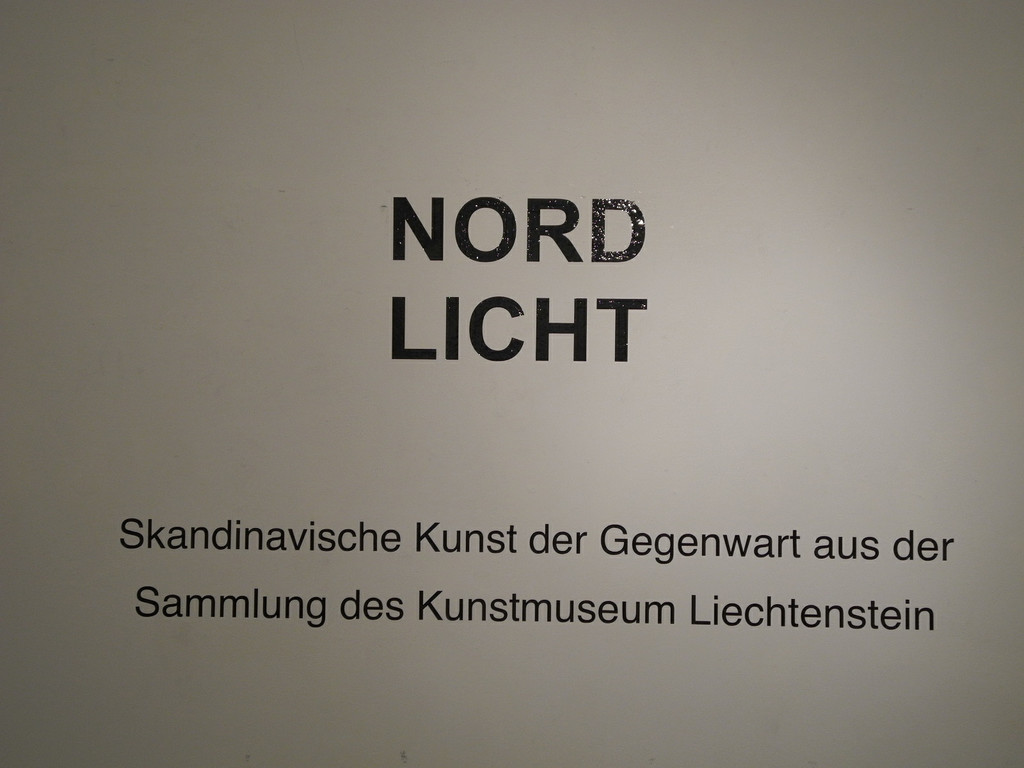 NORD
LICHT
Skandinavische Kunst der Gegenwart aus der
Sammlung des Kunstmuseum Liechtenstein